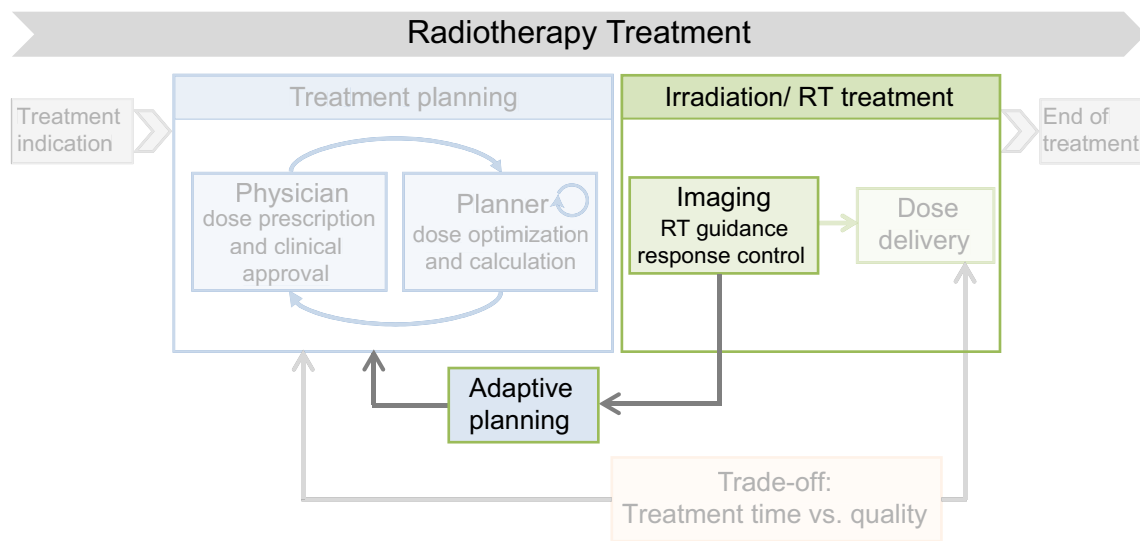 Radiotherapy Treatment
Treatment
indication
Treatment planning
Physician
dose prescription
and clinical
approval
Planner
dose optimization
and calculation
Irradiation/ RT treatment
Imaging
RT guidance
response control
Dose
delivery
End of
treatment
Adaptive
planning
Trade-off:
Treatment time vs. quality